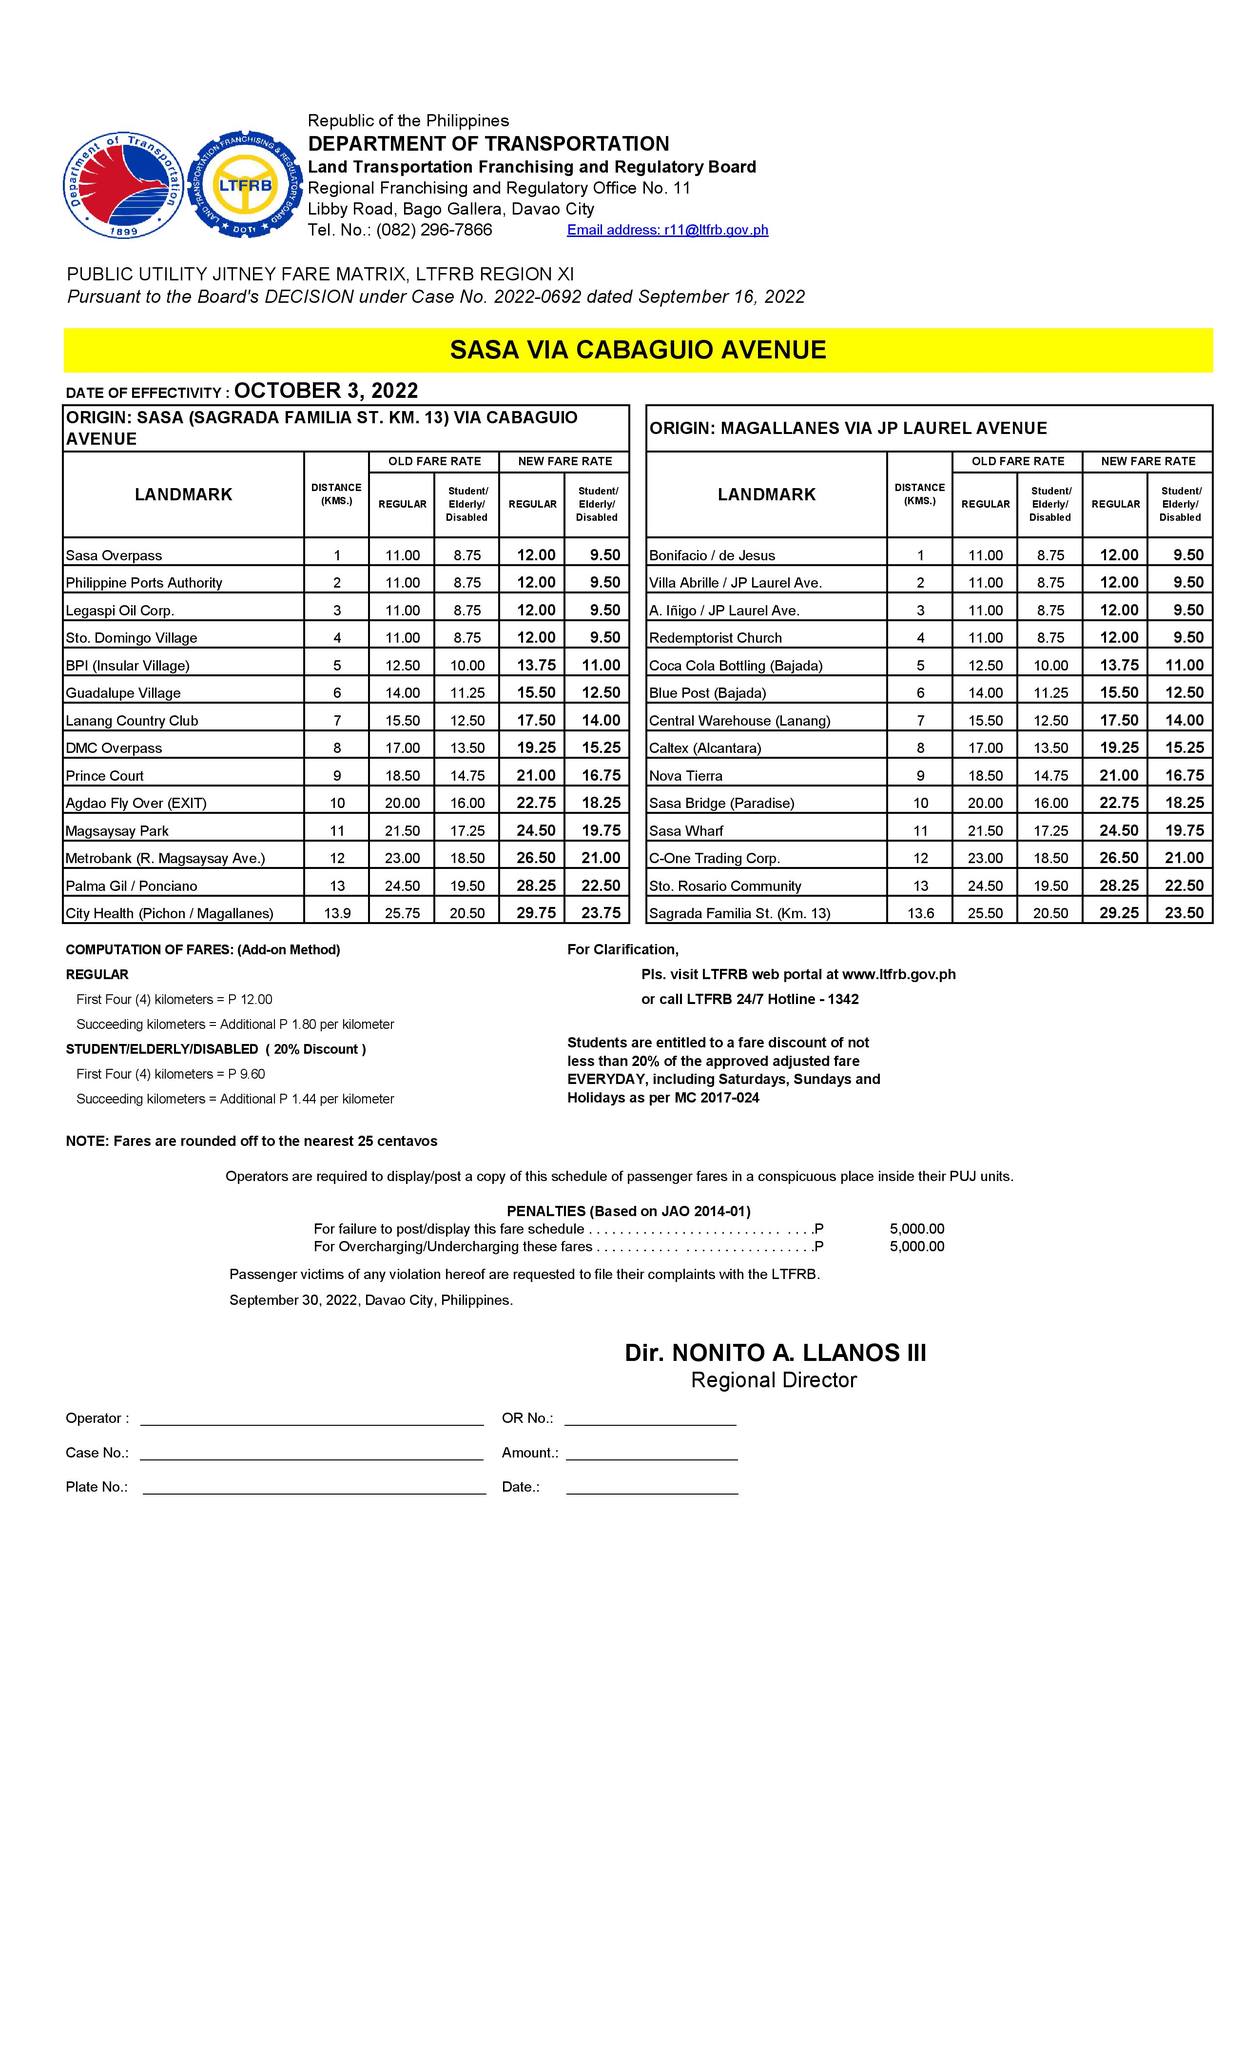 Department of Transportation
1899
LAND TRANSPORTATION FRANCHISING & REGULATORY BOARD
LTFRB
DOTr
Republic of the Philippines
DEPARTMENT OF TRANSPORTATION
Land Transportation Franchising and Regulatory Board
Regional Franchising and Regulatory Office No. 11
Libby Road, Bago Gallera, Davao City
Tel. No.: (082) 296-7866 Email address: r11@ltfrb.gov.ph
PUBLIC UTILITY JITNEY FARE MATRIX, LTFRB REGION XI
Pursuant to the Board's DECISION under Case No. 2022-0692 dated September 16, 2022
SASA VIA CABAGUIO AVENUE
DATE OF EFFECTIVITY : OCTOBER 3, 2022
ORIGIN: SASA (SAGRADA FAMILIA ST. KM. 13) VIA CABAGUIO
AVENUE
LANDMARK DISTANCE (KMS.) OLD FARE RATE NEW FARE RATE
REGULAR Student/ Elderly/ Disabled REGULAR Student/ Elderly/ Disabled
Sasa Overpass 1 11.00 8.75 12.00 9.50
Philippine Ports Authority 2 11.00 8.75 12.00 9.50
Legaspi Oil Corp. 3 11.00 8.75 12.00 9.50
Sto. Domingo Village 4 11.00 8.75 12.00 9.50
BPI (Insular Village) 5 12.50 10.00 13.75 11.00
Guadalupe Village 6 14.00 11.25 15.50 12.50
Lanang Country Club 7 15.50 12.50 17.50 14.00
DMC Overpass 8 17.00 13.50 19.25 15.25
Prince Court 9 18.50 14.75 21.00 16.75
Agdao Fly Over (EXIT) 10 20.00 16.00 22.75 18.25
Magsaysay Park 11 21.50 17.25 24.50 19.75
Metrobank (R. Magsaysay Ave.) 12 23.00 18.50 26.50 21.00
Palma Gil / Ponciano 13 24.50 19.50 28.25 22.50
City Health (Pichon / Magallanes) 13.9 25.75 20.50 29.75 23.75
ORIGIN: MAGALLANES VIA JP LAUREL AVENUE
LANDMARK DISTANCE (KMS.) OLD FARE RATE NEW FARE RATE
REGULAR Student/ Elderly/ Disabled REGULAR Student/ Elderly/ Disabled
Bonifacio / de Jesus 1 11.00 8.75 12.00 9.50
Villa Abrille / JP Laurel Ave. 2 11.00 8.75 12.00 9.50
A. Iñigo / JP Laurel Ave. 3 11.00 8.75 12.00 9.50
Redemptorist Church 4 11.00 8.75 12.00 9.50
Coca Cola Bottling (Bajada) 5 12.50 10.00 13.75 11.00
Blue Post (Bajada) 6 14.00 11.25 15.50 12.50
Central Warehouse (Lanang) 7 15.50 12.50 17.50 14.00
Caltex (Alcantara) 8 17.00 13.50 19.25 15.25
Nova Tierra 9 18.50 14.75 21.00 16.75
Sasa Bridge (Paradise) 10 20.00 16.00 22.75 18.25
Sasa Wharf 11 21.50 17.25 24.50 19.75
C-One Trading Corp. 12 23.00 18.50 26.50 21.00
Sto. Rosario Community 13 24.50 19.50 28.25 22.50
Sagrada Familia St. (Km. 13) 13.6 25.50 20.50 29.25 23.50
COMPUTATION OF FARES: (Add-on Method)
REGULAR
First Four (4) kilometers = P 12.00
Succeeding kilometers = Additional P 1.80 per kilometer
STUDENT/ELDERLY/DISABLED ( 20% Discount )
First Four (4) kilometers = P 9.60
Succeeding kilometers = Additional P 1.44 per kilometer
For Clarification,
Pls. visit LTFRB web portal at www.ltfrb.gov.ph
or call LTFRB 24/7 Hotline - 1342
Students are entitled to a fare discount of not
less than 20% of the approved adjusted fare
EVERYDAY, including Saturdays, Sundays and
Holidays as per MC 2017-024
NOTE: Fares are rounded off to the nearest 25 centavos
Operators are required to display/post a copy of this schedule of passenger fares in a conspicuous place inside their PUJ units.
PENALTIES (Based on JAO 2014-01)
For failure to post/display this fare schedule . . . . . . . . . . . . . . . . . . . . . . . . . . . . .P 5,000.00
For Overcharging/Undercharging these fares . . . . . . . . . . . . . . . . . . . . . . . . . . . .P 5,000.00
Passenger victims of any violation hereof are requested to file their complaints with the LTFRB.
September 30, 2022, Davao City, Philippines.
Dir. NONITO A. LLANOS III
Regional Director
Operator : OR No.:
Case No.: Amount.:
Plate No.: Date.: